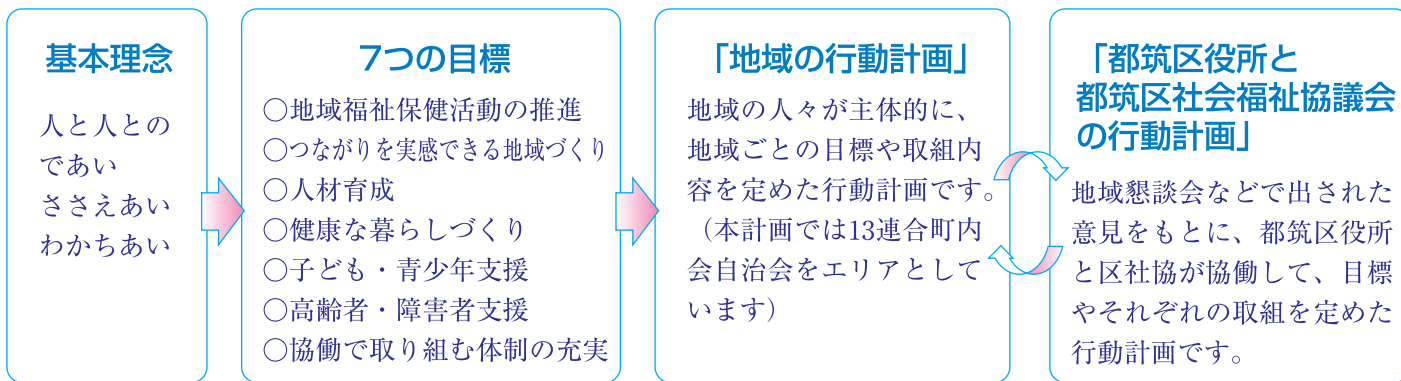 基本理念
人と人との
であい
ささえあい
わかちあい
7つの目標
○地域福祉保健活動の推進
○つながりを実感できる地域づくり
○人材育成
○健康な暮らしづくり
○子ども・青少年支援
○高齢者・障害者支援
○協働で取り組む体制の充実
「地域の行動計画」
地域の人々が主体的に、
地域ごとの目標や取組内
容を定めた行動計画です。
（本計画では13連合町内
会自治会をエリアとして
います）
「都筑区役所と
都筑区社会福祉協議会
の行動計画」
地域懇談会などで出された
意見をもとに、都筑区役所
と区社協が協働して、目標
やそれぞれの取組を定めた
行動計画です。